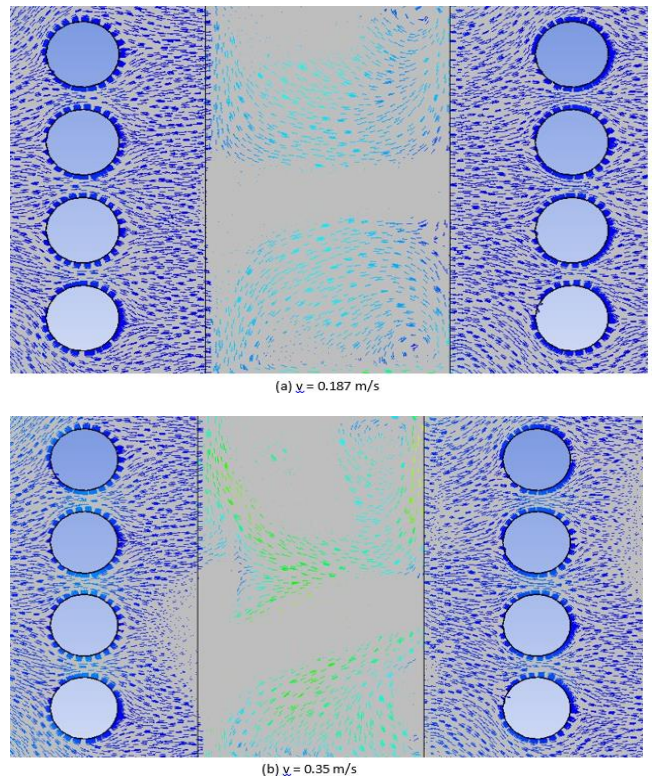 (a) v = 0.187 m/s
(b) v = 0.35 m/s